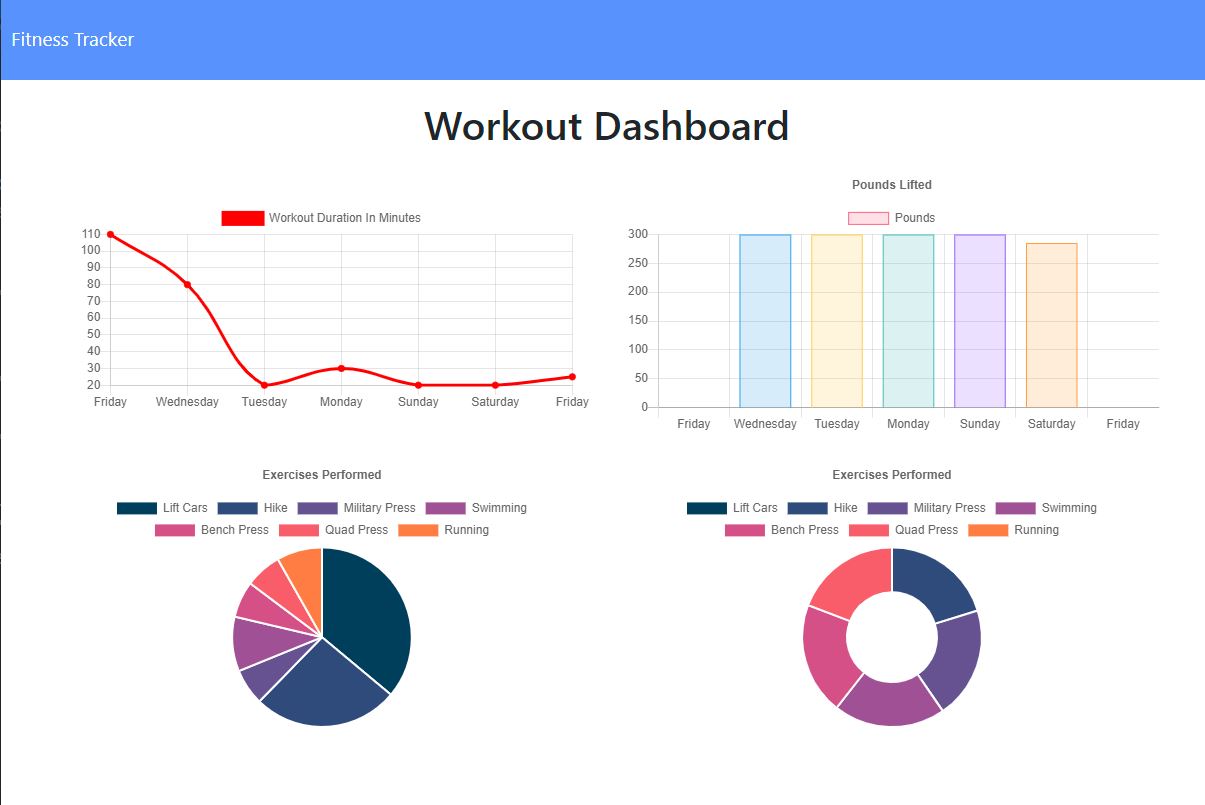 Fitness Tracker
Workout Dashboard
Workout Duration In Minutes
110
100
90
80
70
60
50
40
30
20
Friday Wednesday Tuesday Monday Sunday Saturday Friday
Pounds Lifted
Pounds
300
250
200
150
100
50
0
Friday Wednesday Tuesday Monday Sunday Saturday Friday
Exercises Performed
Lift Cars Hike Military Press Swimming
Bench Press Quad Press Running
Exercises Performed
Lift Cars Hike Military Press Swimming
Bench Press Quad Press Running